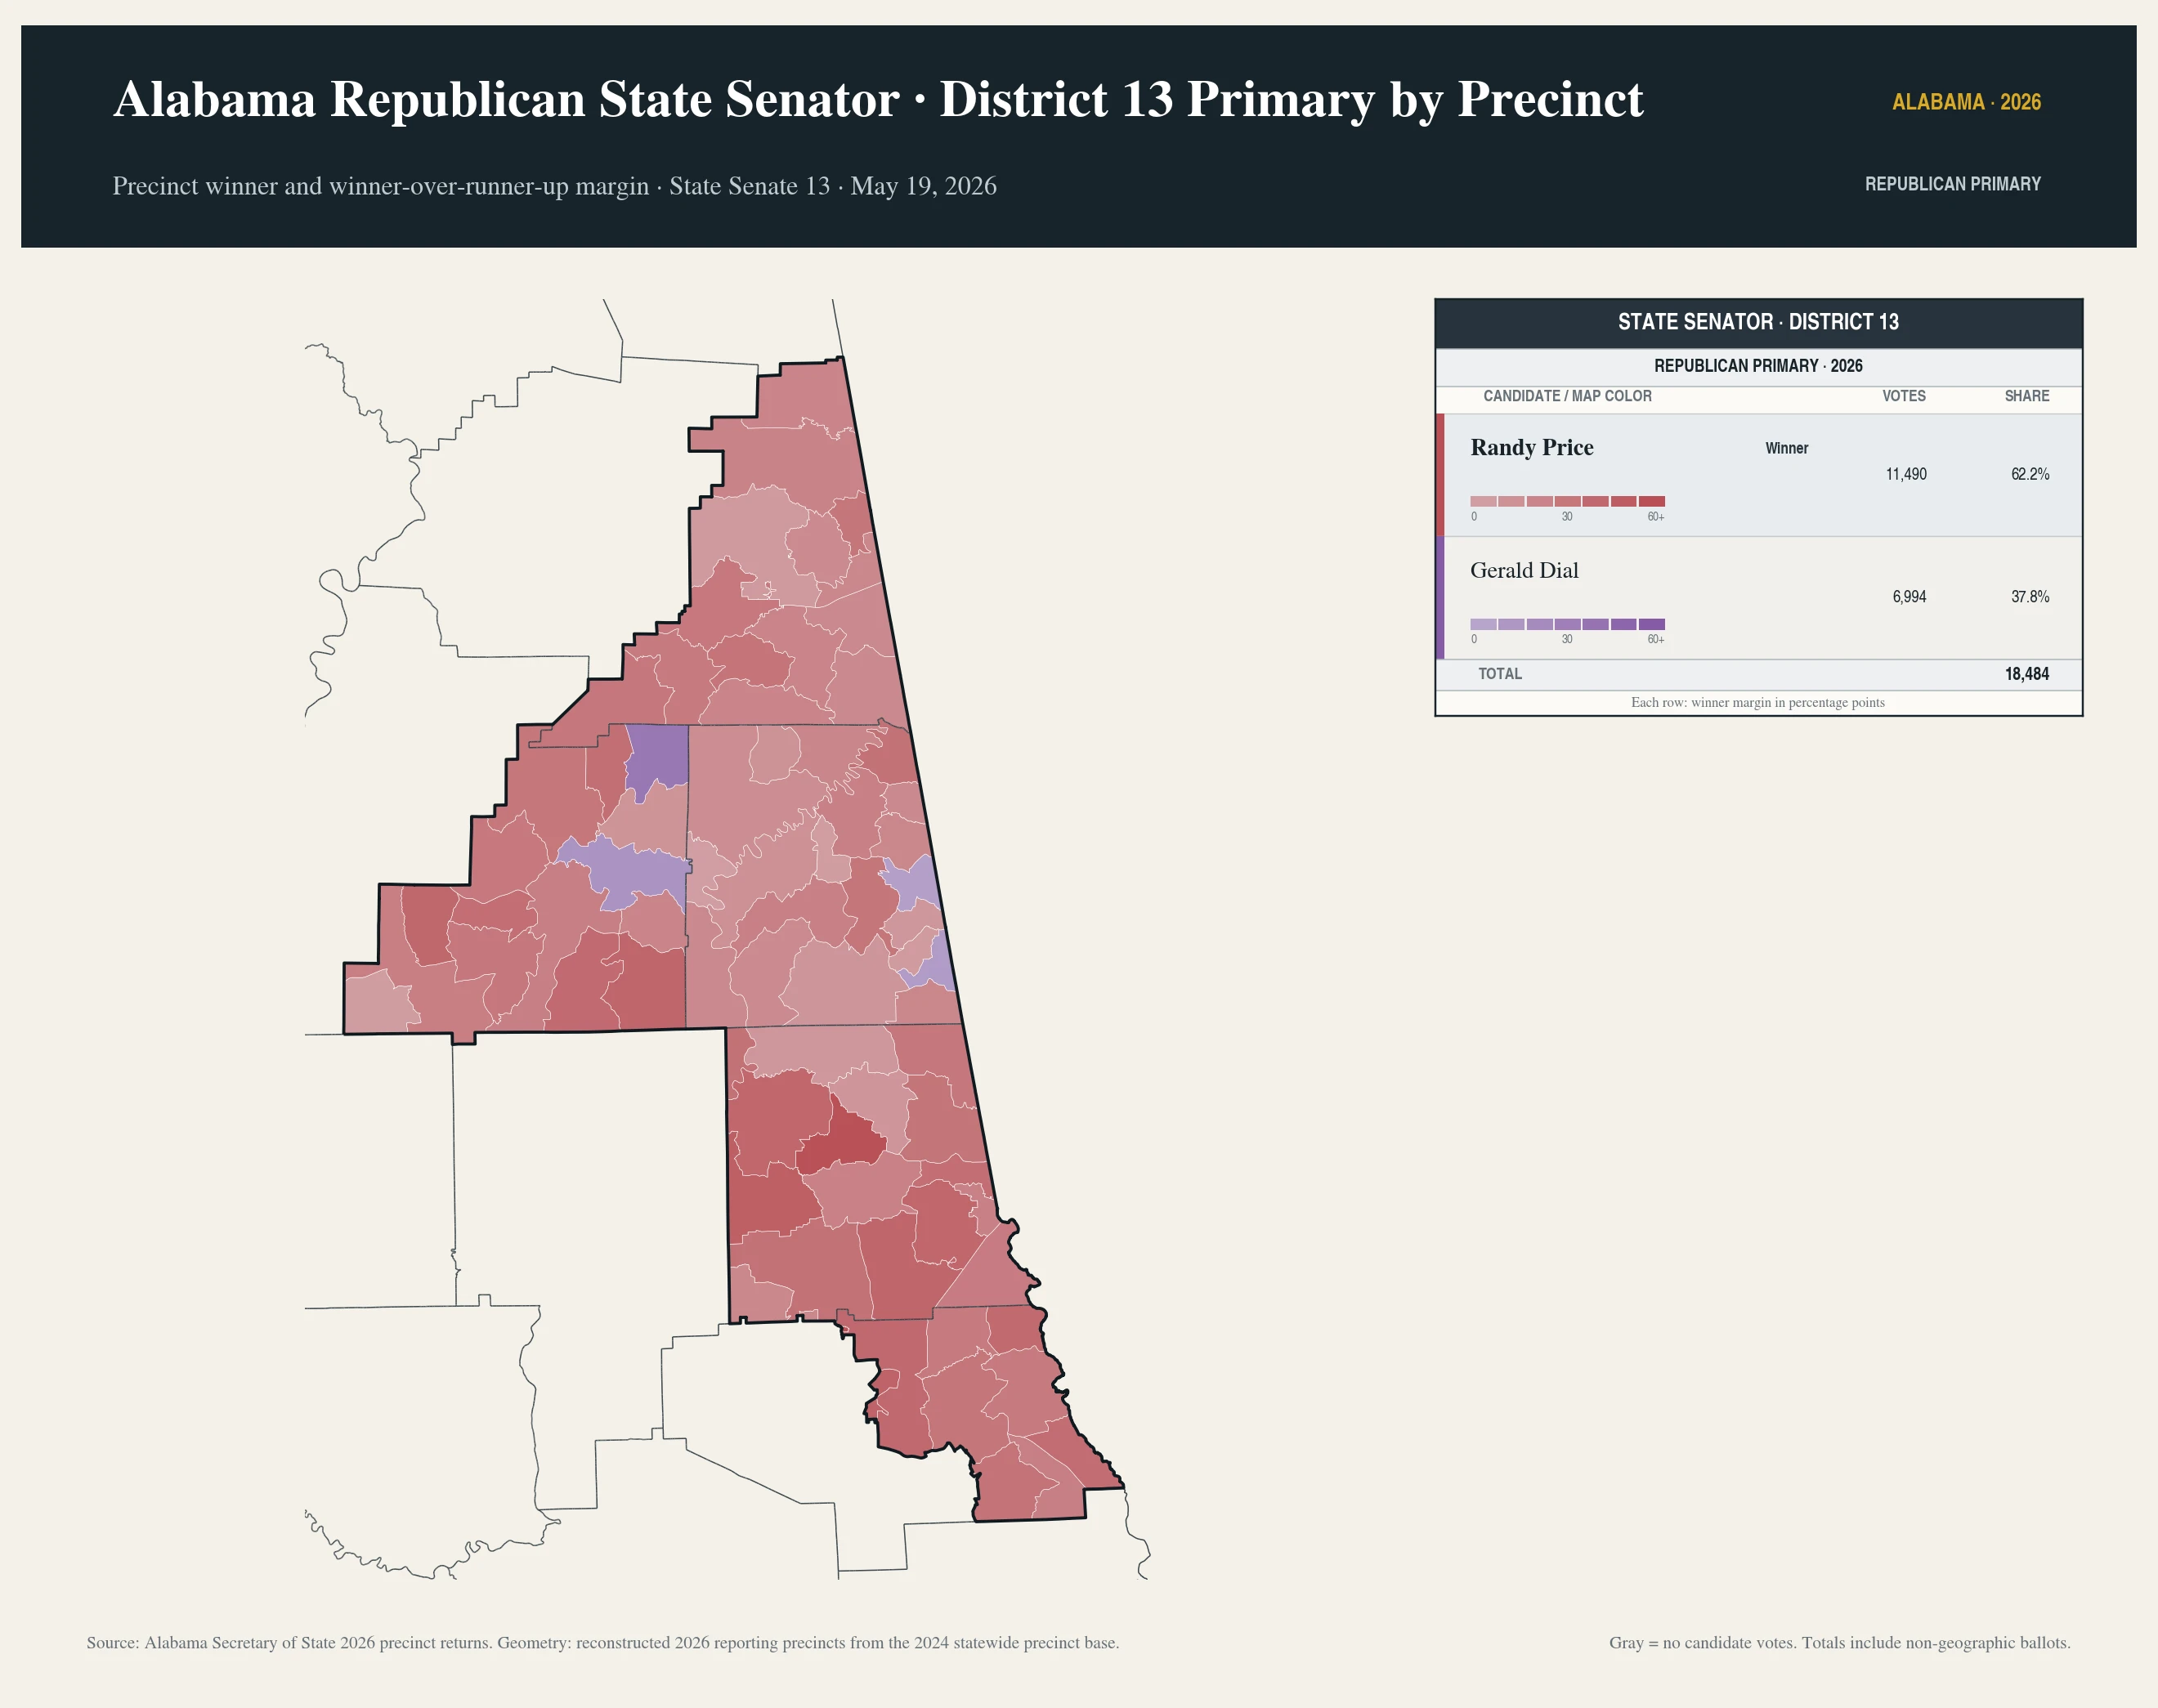 Alabama Republican State Senator · District 13 Primary by Precinct
ALABAMA · 2026
Precinct winner and winner-over-runner-up margin · State Senate 13 · May 19, 2026
REPUBLICAN PRIMARY
STATE SENATOR · DISTRICT 13
REPUBLICAN PRIMARY · 2026
CANDIDATE / MAP COLOR VOTES SHARE
Randy Price Winner
11,490 62.2%
0 30 60+
Gerald Dial
6,994 37.8%
0 30 60+
TOTAL 18,484
Each row: winner margin in percentage points
Source: Alabama Secretary of State 2026 precinct returns. Geometry: reconstructed 2026 reporting precincts from the 2024 statewide precinct base.
Gray = no candidate votes. Totals include non-geographic ballots.